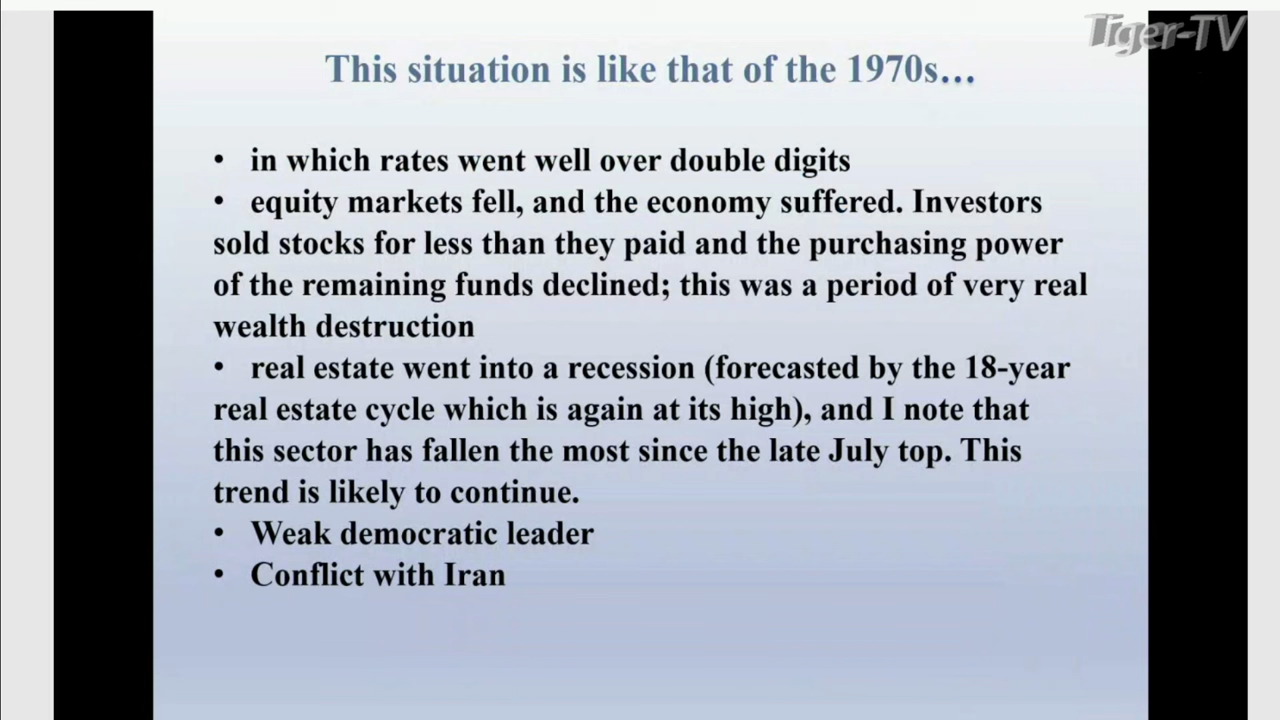 Tiger-TV
This situation is like that of the 1970s…
• in which rates went well over double digits
• equity markets fell, and the economy suffered. Investors
sold stocks for less than they paid and the purchasing power
of the remaining funds declined; this was a period of very real
wealth destruction
• real estate went into a recession (forecasted by the 18-year
real estate cycle which is again at its high), and I note that
this sector has fallen the most since the late July top. This
trend is likely to continue.
• Weak democratic leader
• Conflict with Iran